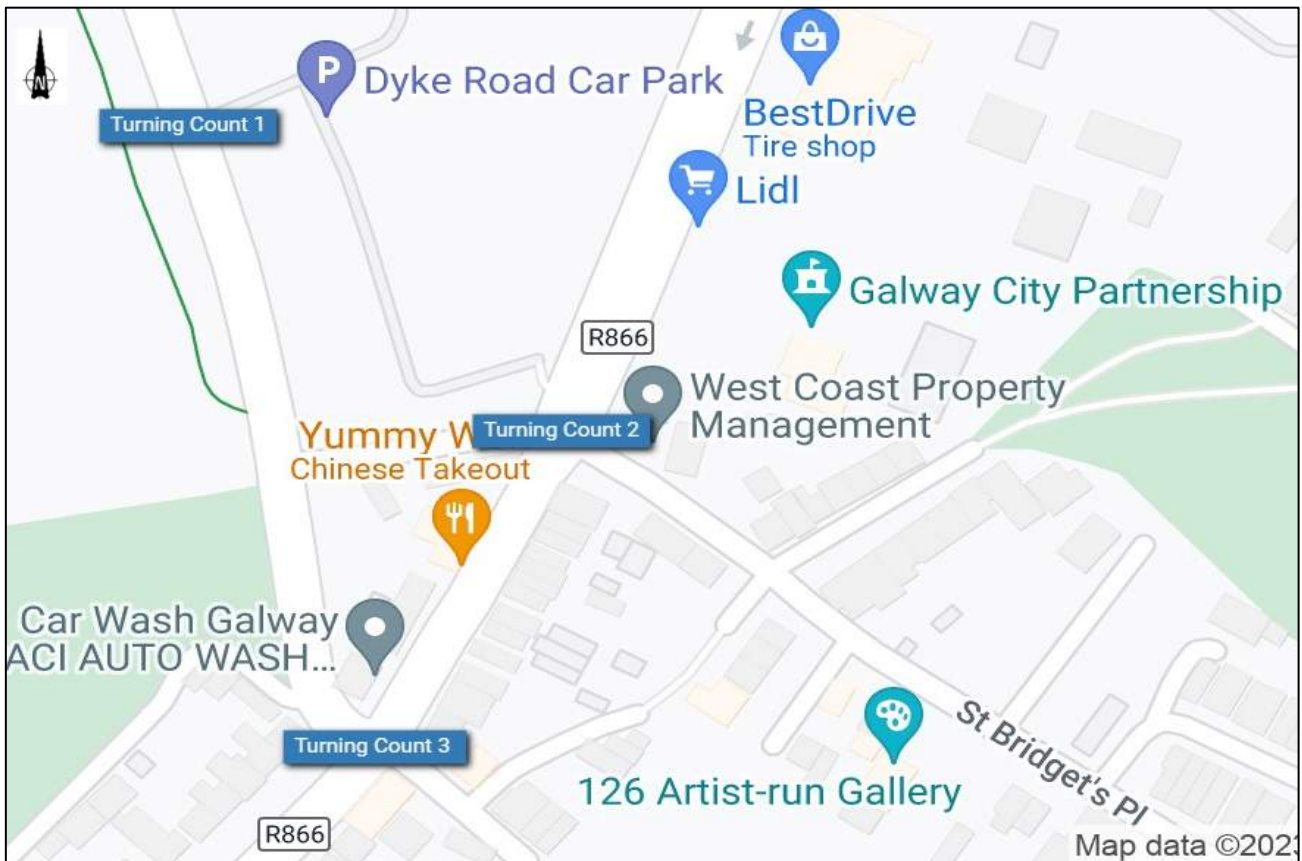 N
P
Dyke Road Car Park
Turning Count 1
BestDrive
Tire shop
Lidl
Galway City Partnership
R866
West Coast Property
Management
Yummy W
Turning Count 2
Chinese Takeout
Car Wash Galway
ACI AUTO WASH...
Turning Count 3
St Bridget's Pl
126 Artist-run Gallery
R866
Map data ©2023